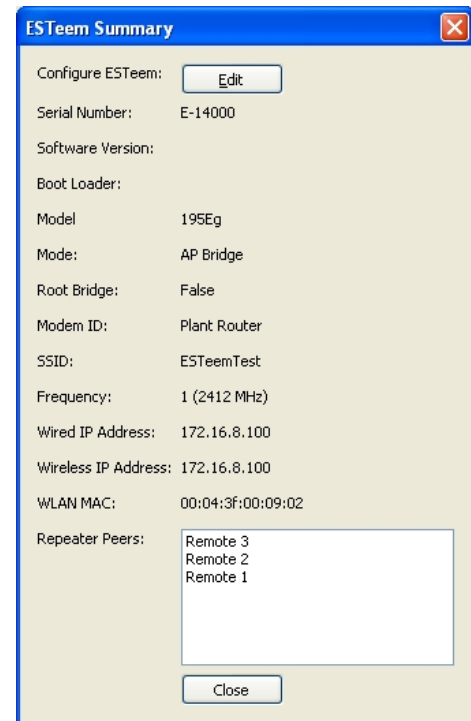 ESTeem Summary
Configure ESTeem: Edit
Serial Number: E-14000
Software Version:
Boot Loader:
Model 195Eg
Mode: AP Bridge
Root Bridge: False
Modem ID: Plant Router
SSID: ESTeemTest
Frequency: 1 (2412 MHz)
Wired IP Address: 172.16.8.100
Wireless IP Address: 172.16.8.100
WLAN MAC: 00:04:3f:00:09:02
Repeater Peers: Remote 3
Remote 2
Remote 1
Close